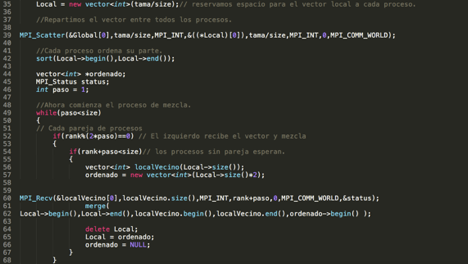 35 Local = new vector<int>(tama/size);// reservamos espacio para el vector local a cada proceso.
36
37 //Repartimos el vector entre todos los procesos.
38
39 MPI_Scatter(&Global[0],tama/size,MPI_INT,&((*Local)[0]),tama/size,MPI_INT,0,MPI_COMM_WORLD);
40
41 //Cada proceso ordena su parte.
42 sort(Local->begin(),Local->end());
43
44 vector<int> *ordenado;
45 MPI_Status status;
46 int paso = 1;
47
48 //Ahora comienza el proceso de mezcla.
49 while(paso<size)
50 {
51 // Cada pareja de procesos
52 if(rank%(2*paso)==0) // El izquierdo recibe el vector y mezcla
53 {
54 if(rank+paso<size)// los procesos sin pareja esperan.
55 {
56 vector<int> localVecino(Local->size());
57 ordenado = new vector<int>(Local->size()*2);
58
59
60 MPI_Recv(&localVecino[0],localVecino.size(),MPI_INT,rank+paso,0,MPI_COMM_WORLD,&status);
61 merge(
62 Local->begin(),Local->end(),localVecino.begin(),localVecino.end(),ordenado->begin() );
63
64 delete Local;
65 Local = ordenado;
66 ordenado = NULL;
67 }
68 }